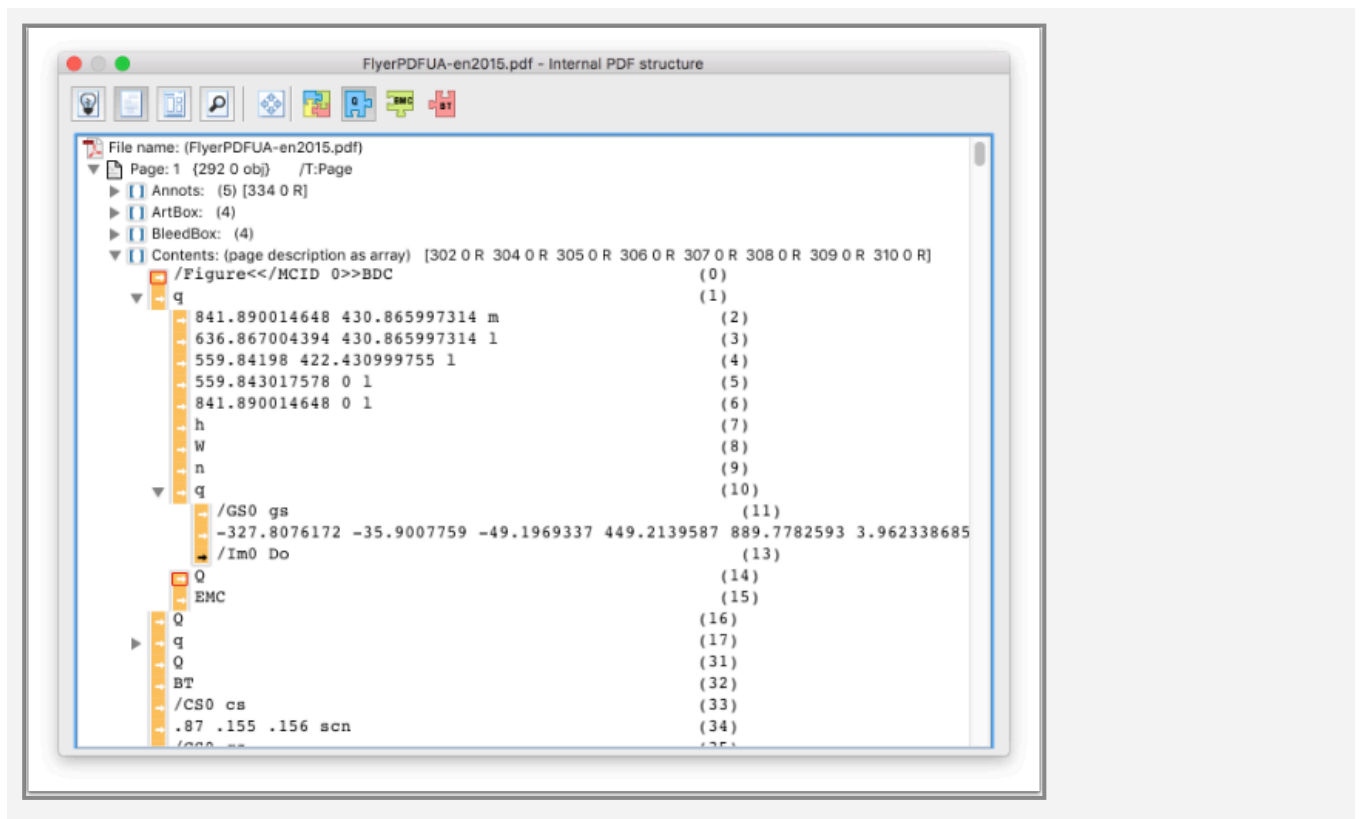 FlyerPDFUA-en2015.pdf - Internal PDF structure
Q EMC BT
File name: (FlyerPDFUA-en2015.pdf)
Page: 1 {292 0 obj} /T:Page
[ ] Annots: (5) [334 0 R]
[ ] ArtBox: (4)
[ ] BleedBox: (4)
[ ] Contents: (page description as array) [302 0 R 304 0 R 305 0 R 306 0 R 307 0 R 308 0 R 309 0 R 310 0 R]
/Figure<</MCID 0>>BDC (0)
q (1)
841.890014648 430.865997314 m (2)
636.867004394 430.865997314 l (3)
559.84198 422.430999755 l (4)
559.843017578 0 l (5)
841.890014648 0 l (6)
h (7)
W (8)
n (9)
q (10)
/GS0 gs (11)
-327.8076172 -35.9007759 -49.1969337 449.2139587 889.7782593 3.962338685
/Im0 Do (13)
Q (14)
EMC (15)
Q (16)
q (17)
Q (31)
BT (32)
/CS0 cs (33)
.87 .155 .156 scn (34)